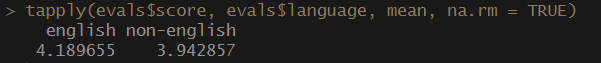 > tapply(evals$score, evals$language, mean, na.rm = TRUE)
english non-english
4.189655 3.942857